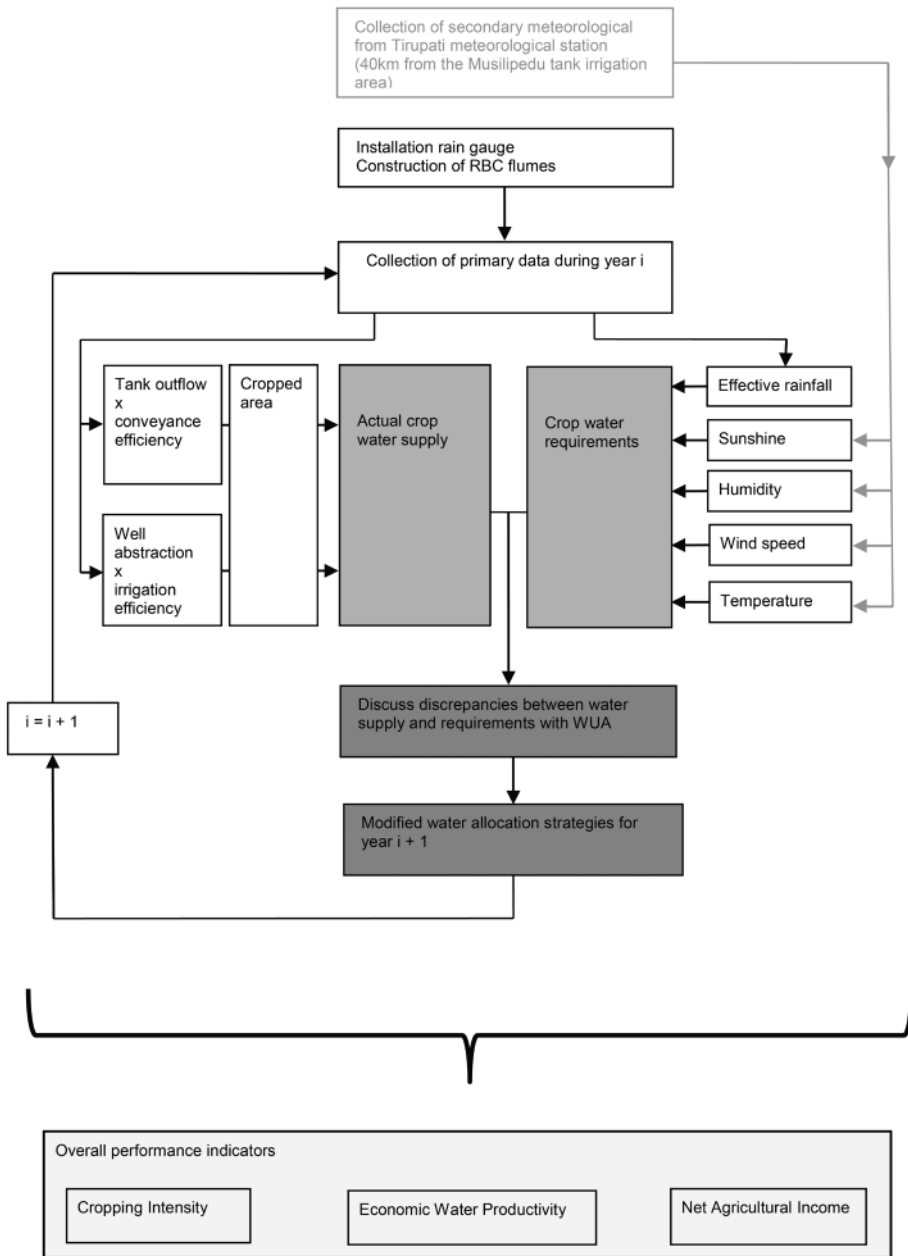 Collection of secondary meteorological
from Tirupati meteorological station
(40km from the Musilipedu tank irrigation
area)
Installation rain gauge
Construction of RBC flumes
Collection of primary data during year i
Tank outflow
x
conveyance
efficiency
Cropped
area
Actual crop
water supply
Crop water
requirements
Effective rainfall
Sunshine
Humidity
Wind speed
Temperature
Well
abstraction
x
irrigation
efficiency
Discuss discrepancies between water
supply and requirements with WUA
i = i + 1
Modified water allocation strategies for
year i + 1
Overall performance indicators
Cropping Intensity
Economic Water Productivity
Net Agricultural Income